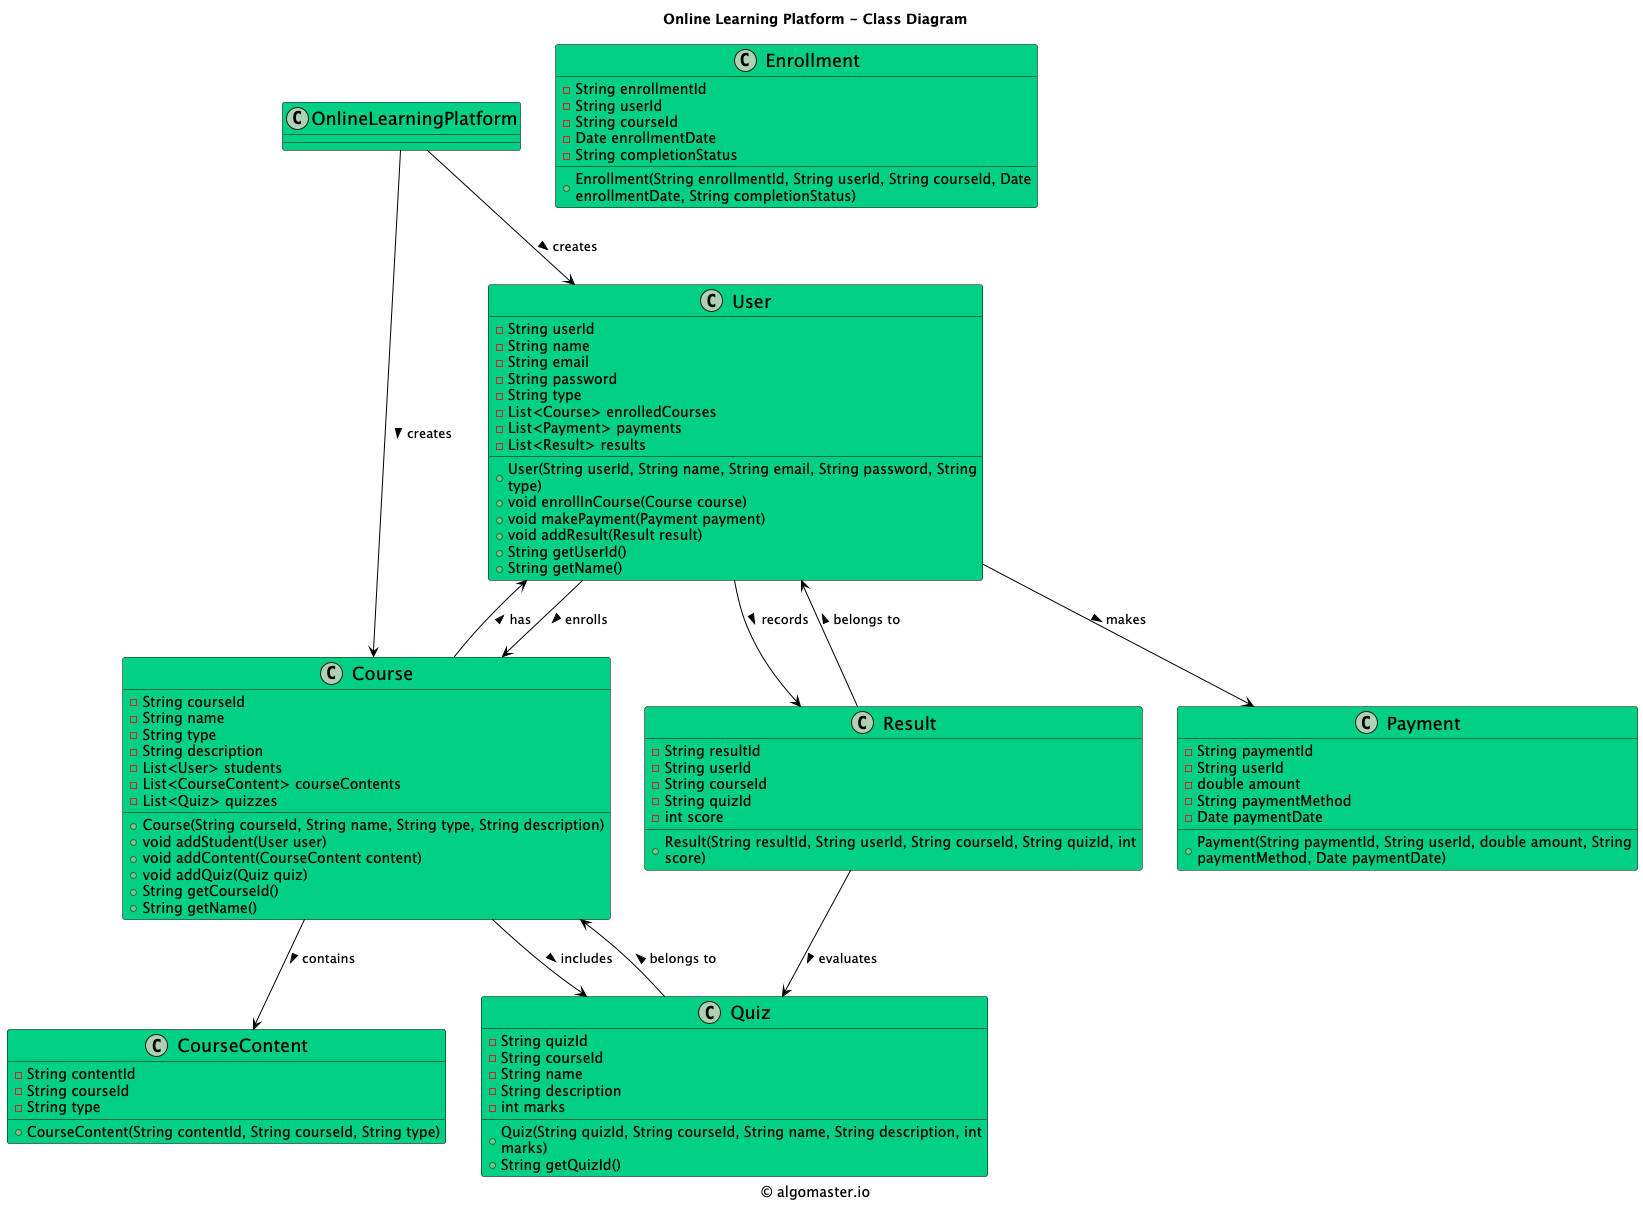 Online Learning Platform - Class Diagram
C Enrollment
String enrollmentId
String userId
String courseId
Date enrollmentDate
String completionStatus
Enrollment(String enrollmentId, String userId, String courseId, Date
enrollmentDate, String completionStatus)
C OnlineLearningPlatform
creates
C User
String userId
String name
String email
String password
String type
List<Course> enrolledCourses
List<Payment> payments
List<Result> results
User(String userId, String name, String email, String password, String
type)
void enrollInCourse(Course course)
void makePayment(Payment payment)
void addResult(Result result)
String getUserId()
String getName()
creates
has
enrolls
records
belongs to
makes
C Course
String courseId
String name
String type
String description
List<User> students
List<CourseContent> courseContents
List<Quiz> quizzes
Course(String courseId, String name, String type, String description)
void addStudent(User user)
void addContent(CourseContent content)
void addQuiz(Quiz quiz)
String getCourseId()
String getName()
C Result
String resultId
String userId
String courseId
String quizId
int score
Result(String resultId, String userId, String courseId, String quizId, int
score)
C Payment
String paymentId
String userId
double amount
String paymentMethod
Date paymentDate
Payment(String paymentId, String userId, double amount, String
paymentMethod, Date paymentDate)
contains
includes
belongs to
evaluates
C CourseContent
String contentId
String courseId
String type
CourseContent(String contentId, String courseId, String type)
C Quiz
String quizId
String courseId
String name
String description
int marks
Quiz(String quizId, String courseId, String name, String description, int
marks)
String getQuizId()
© algomaster.io